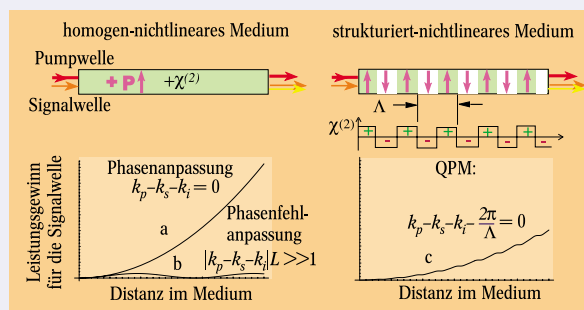 homogen-nichtlineares Medium
Pumpwelle
+ P +χ(2)
Signalwelle
Leistungsgewinn
für die Signalwelle
Phasenanpassung
kp–ks–ki = 0
a
Phasenfehl-
anpassung
b |kp–ks–ki|L >>1
Distanz im Medium
strukturiert-nichtlineares Medium
Λ
χ(2)
+ - + - + - + - + -
QPM:
kp–ks–ki– 2π/Λ = 0
c
Distanz im Medium